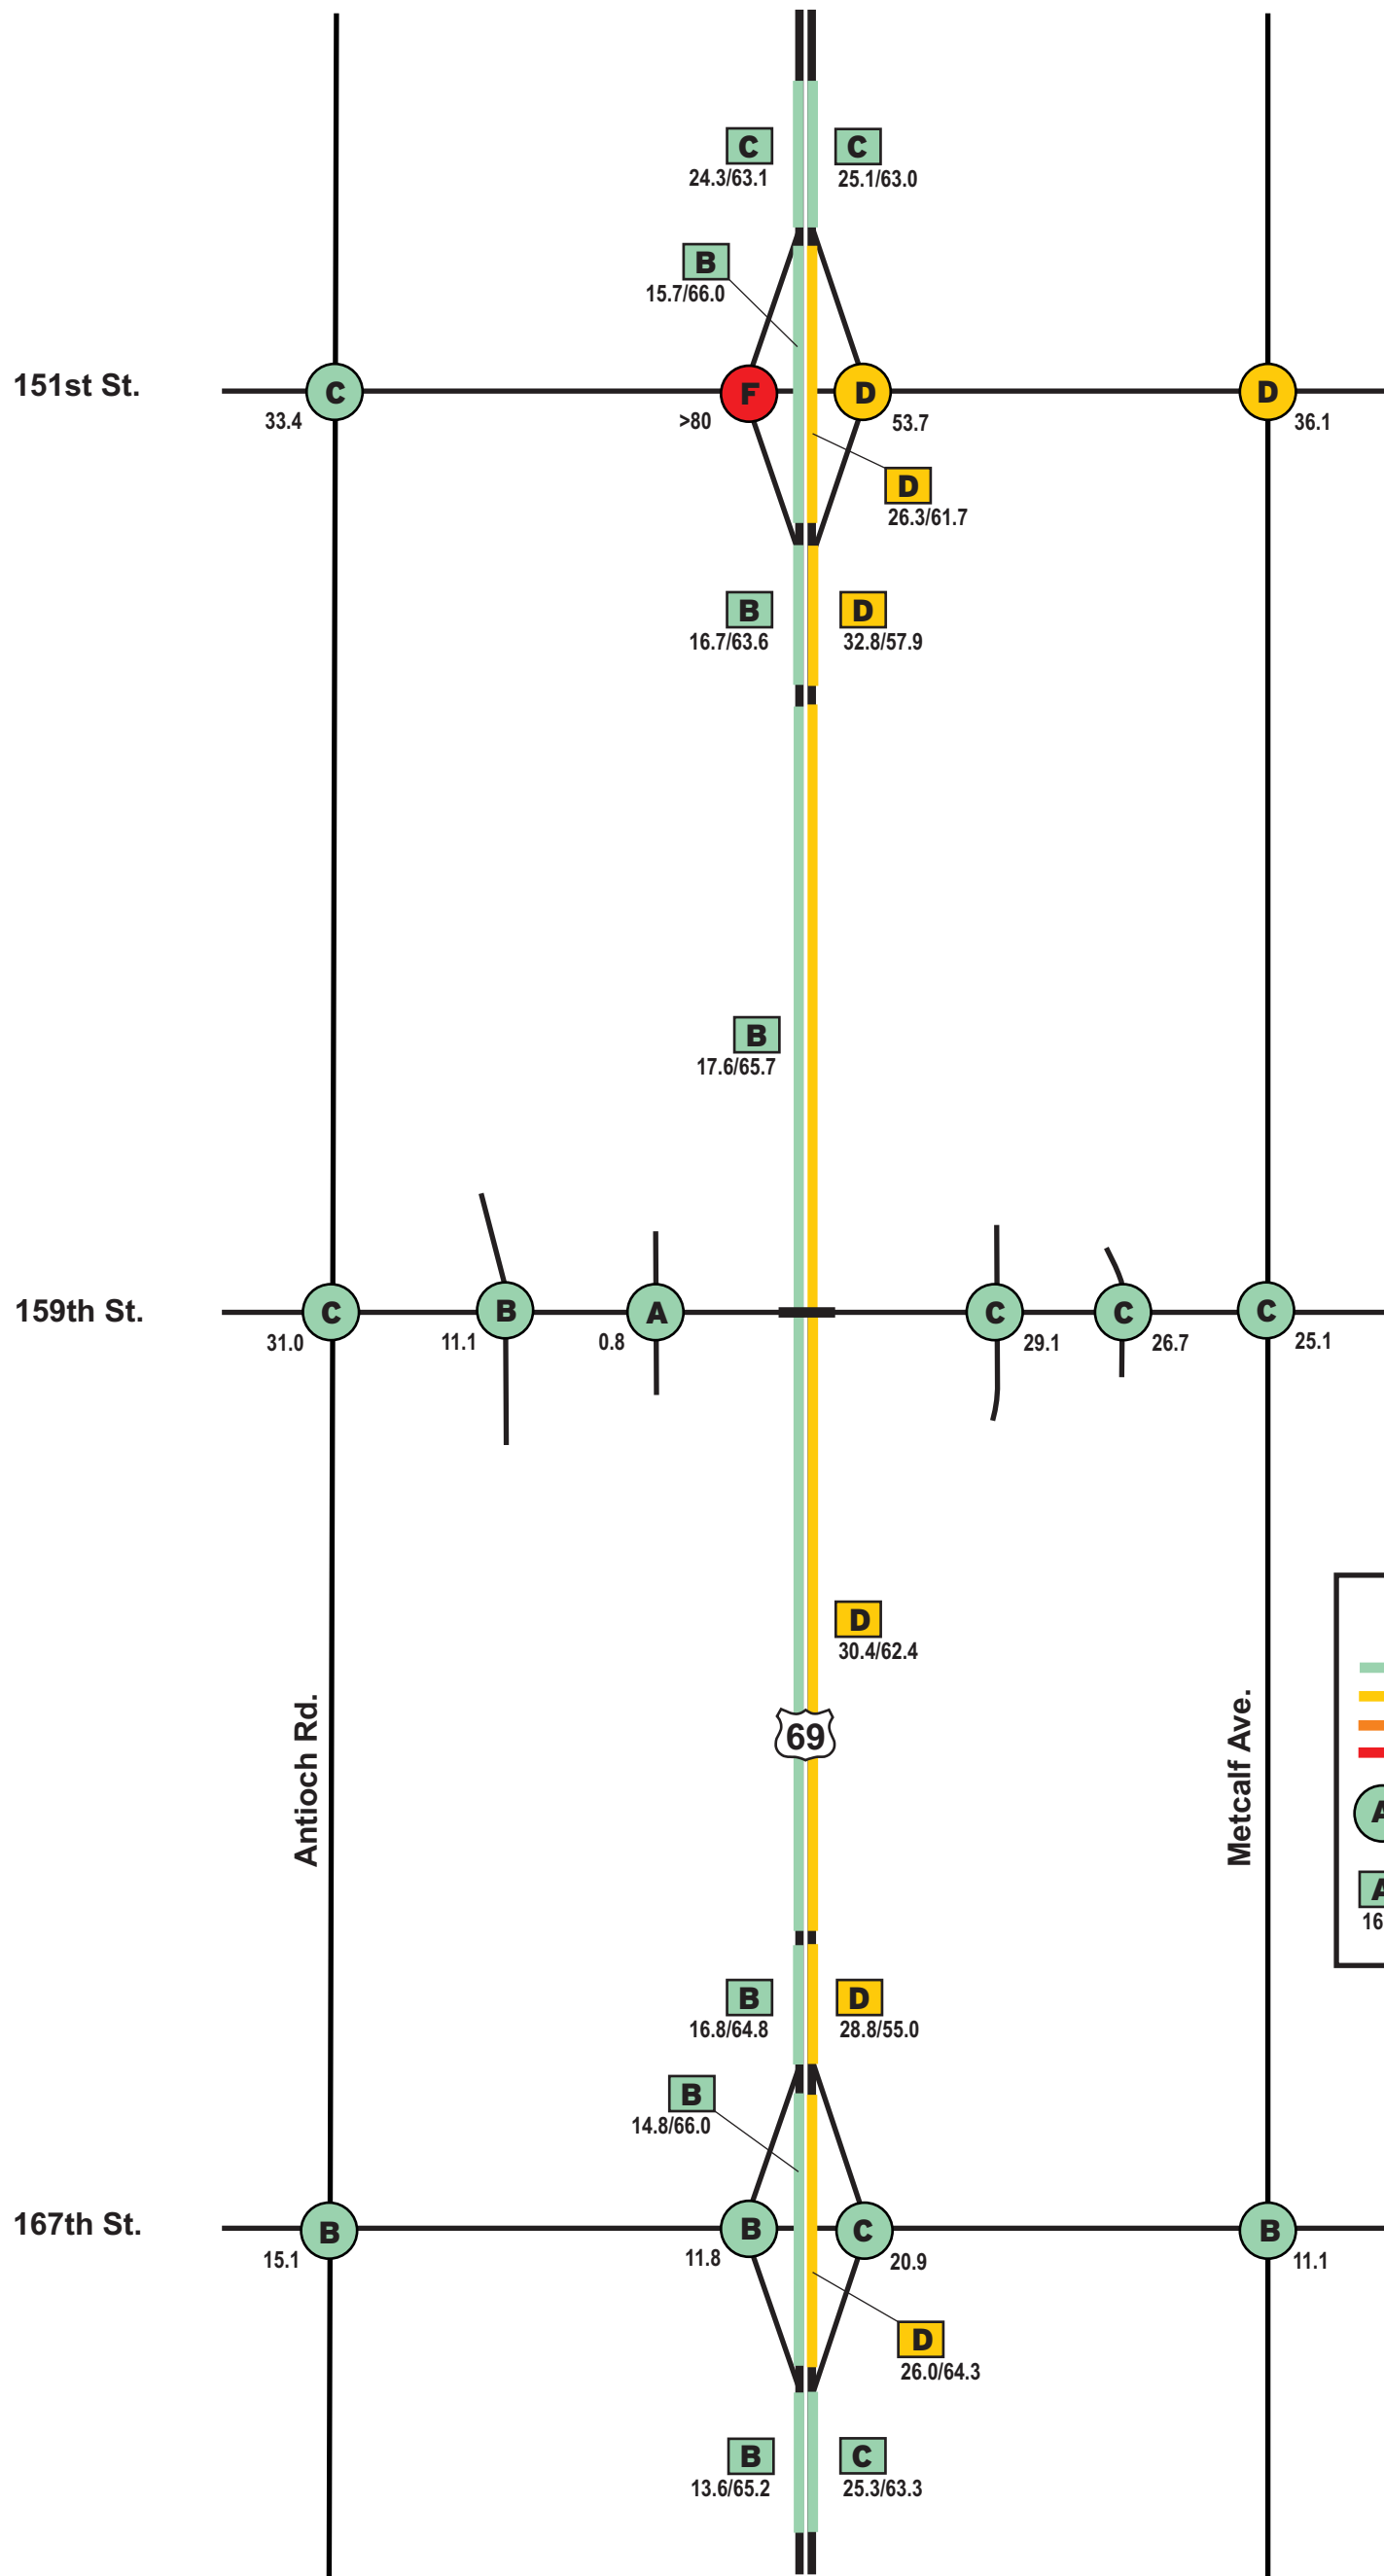 C
C
24.3/63.1
25.1/63.0
B
15.7/66.0
151st St.
C
F
D
D
33.4
>80
53.7
36.1
D
26.3/61.7
B
D
16.7/63.6
32.8/57.9
B
17.6/65.7
159th St.
C
B
A
C
C
C
31.0
11.1
0.8
29.1
26.7
25.1
D
30.4/62.4
Antioch Rd.
69
Metcalf Ave.
A
A
16
B
D
16.8/64.8
28.8/55.0
B
14.8/66.0
167th St.
B
B
C
B
15.1
11.8
20.9
11.1
D
26.0/64.3
B
C
13.6/65.2
25.3/63.3